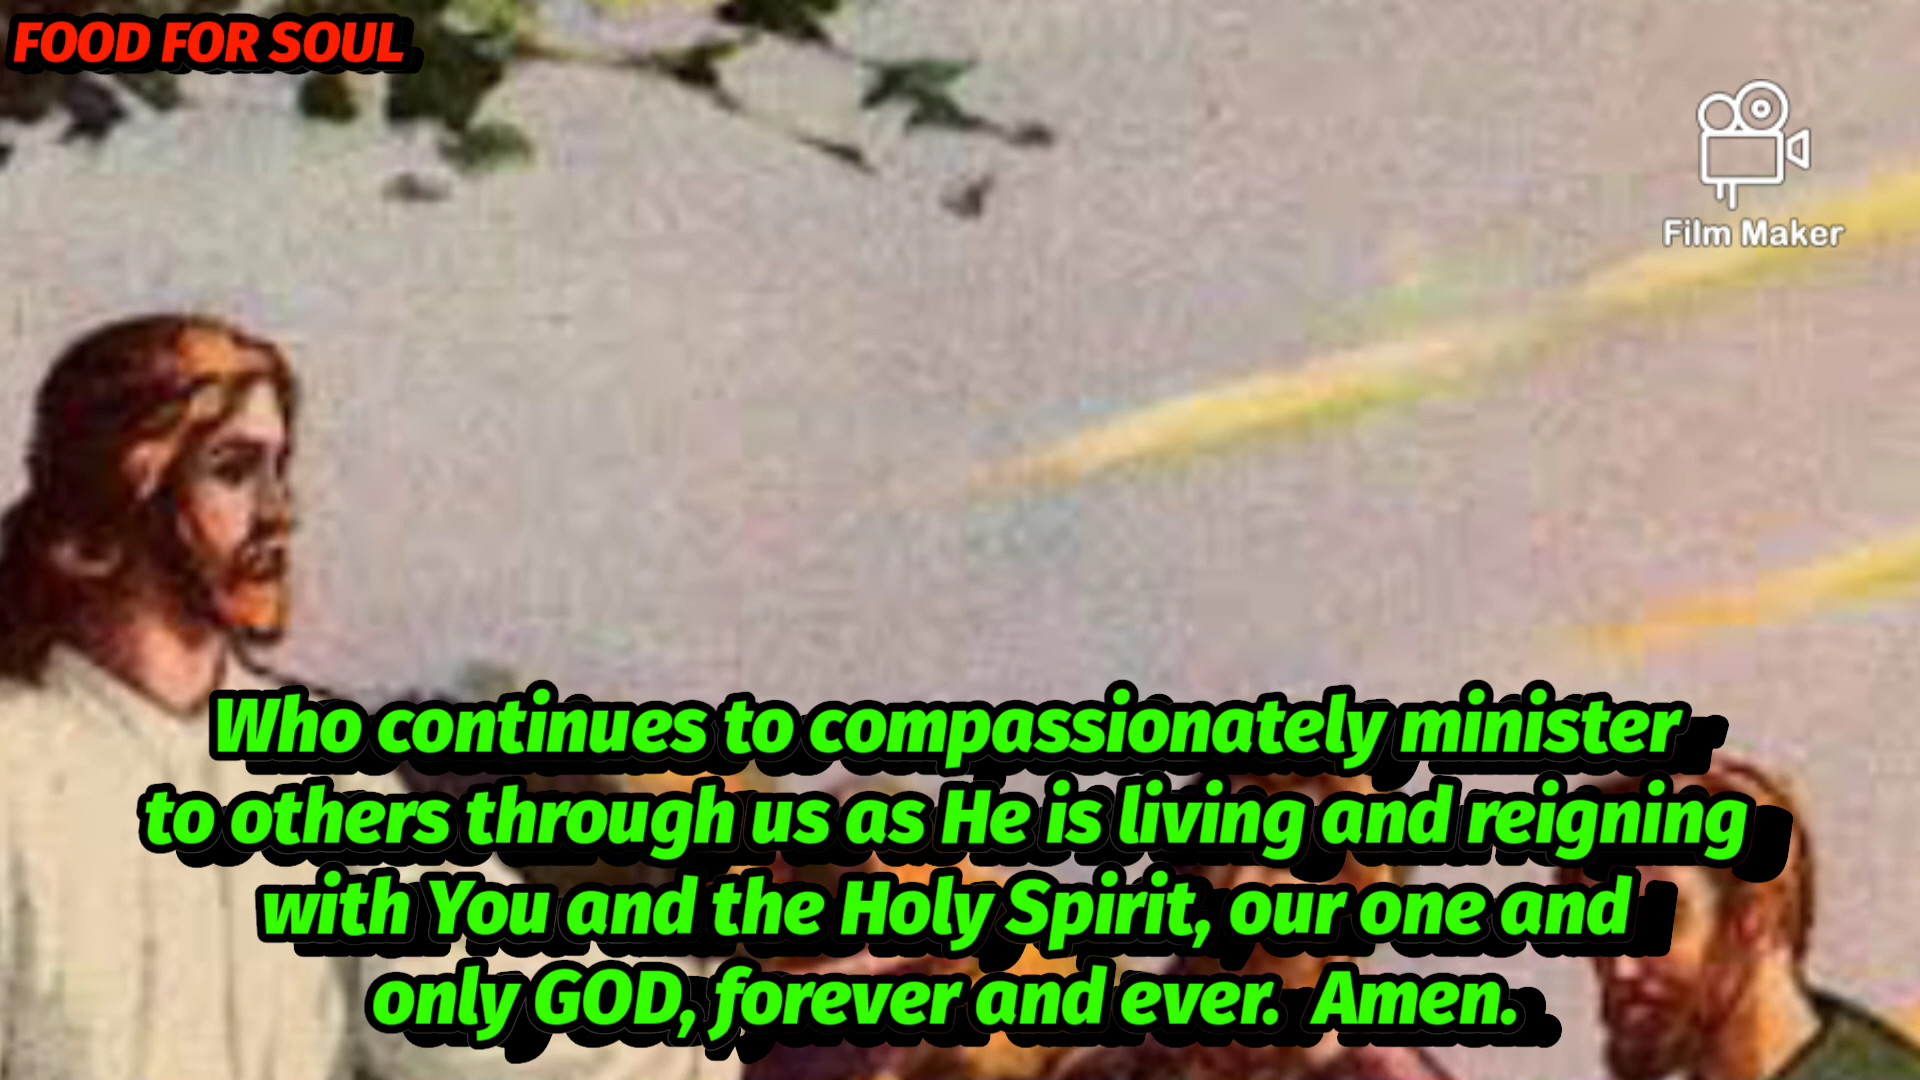 FOOD FOR SOUL
Film Maker
Who continues to compassionately minister
to others through us as He is living and reigning
with You and the Holy Spirit, our one and
only GOD, forever and ever.  Amen.